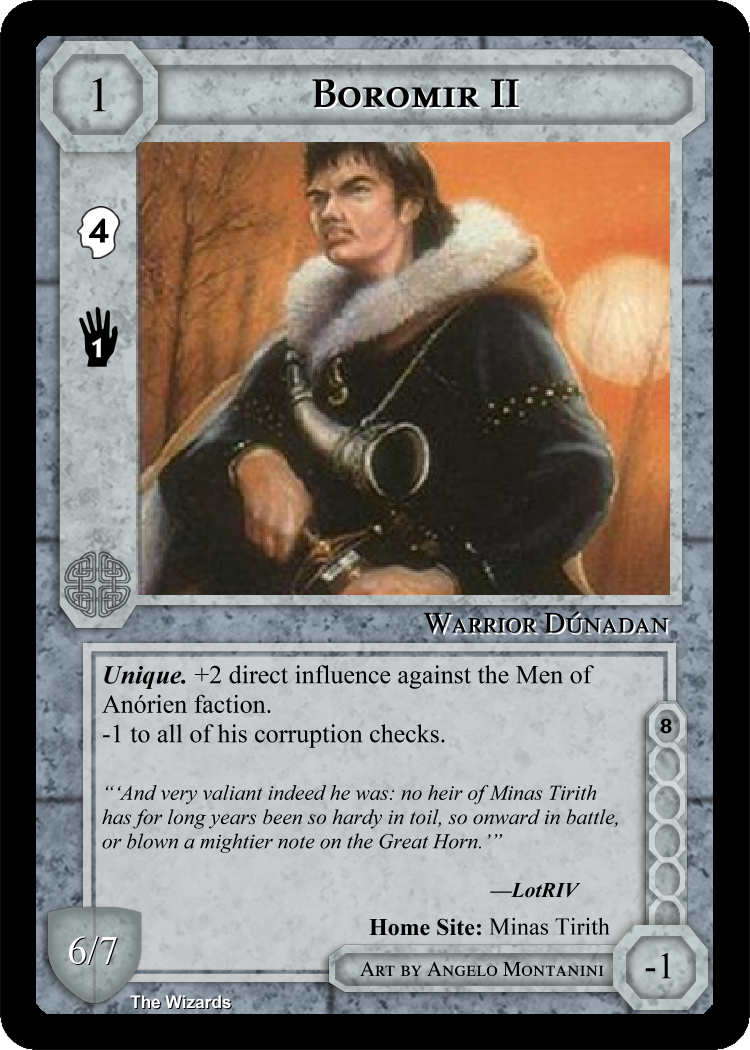 1
Boromir II
4
1
Warrior Dúnadan
Unique. +2 direct influence against the Men of
Anórien faction.
-1 to all of his corruption checks.
8
“‘And very valiant indeed he was: no heir of Minas Tirith
has for long years been so hardy in toil, so onward in battle,
or blown a mightier note on the Great Horn.’”
—LotRIV
Home Site: Minas Tirith
6/7
Art by Angelo Montanini
-1
The Wizards